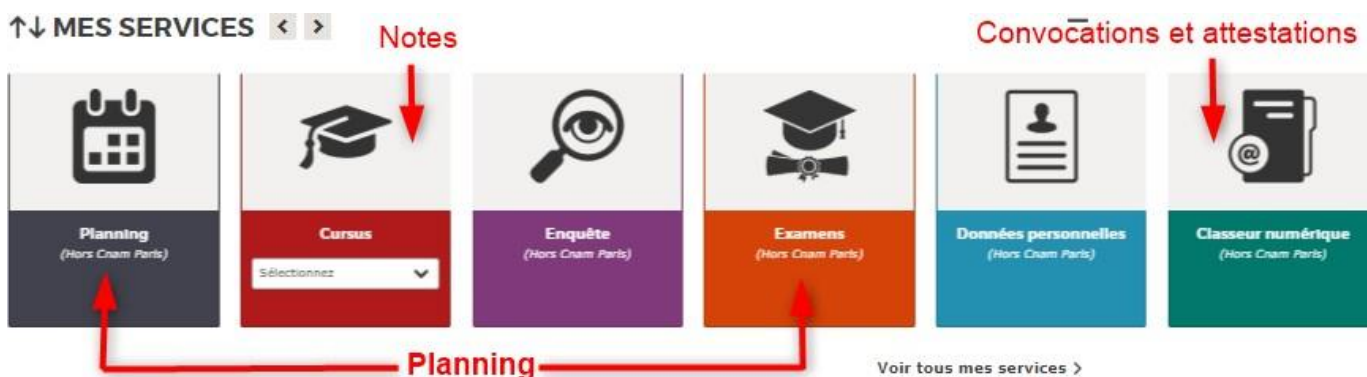 ↑↓ MES SERVICES < >
Notes
Convocations et attestations
Planning
(Hors Cnam Paris)
Cursus
Sélectionnez
Enquête
(Hors Cnam Paris)
Examens
(Hors Cnam Paris)
Données personnelles
(Hors Cnam Paris)
@
Classeur numérique
(Hors Cnam Paris)
Planning
Voir tous mes services >